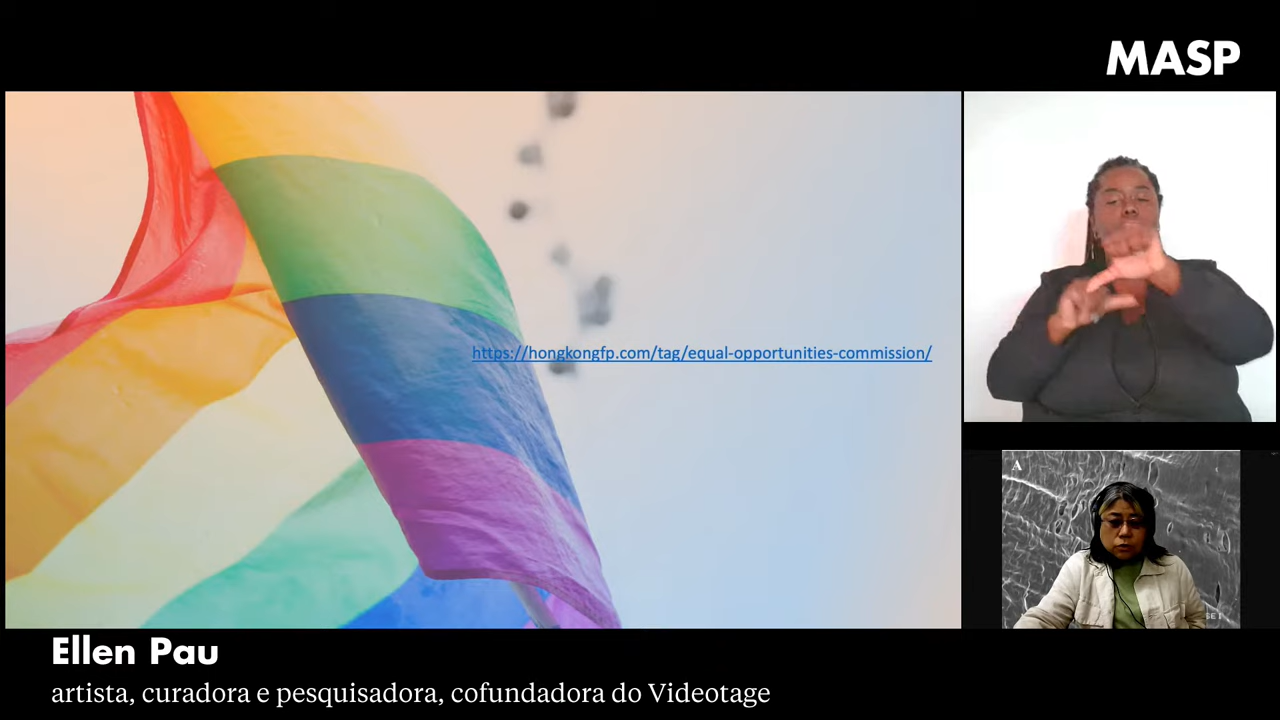 MASP
https://hongkongfp.com/tag/equal-opportunities-commission/
A
Ellen Pau
artista, curadora e pesquisadora, cofundadora do Videotage